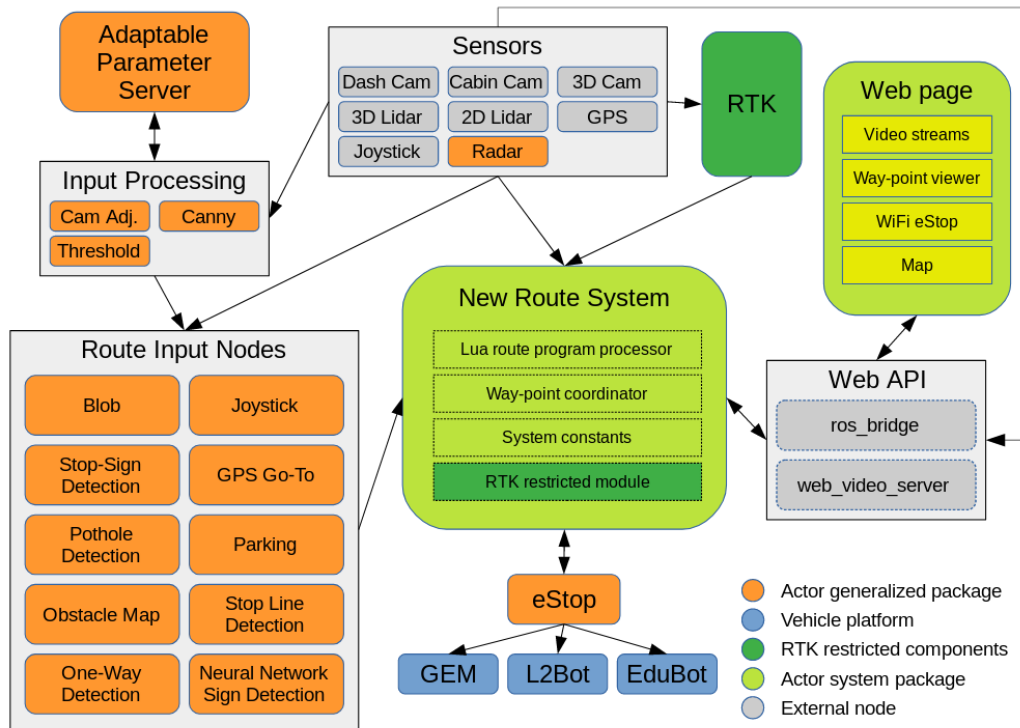 Adaptable
Parameter
Server
Sensors
Dash Cam
Cabin Cam
3D Cam
3D Lidar
2D Lidar
GPS
Joystick
Radar
RTK
Web page
Video streams
Way-point viewer
WiFi eStop
Map
Input Processing
Cam Adj.
Canny
Threshold
New Route System
Lua route program processor
Way-point coordinator
System constants
RTK restricted module
Route Input Nodes
Blob
Joystick
Stop-Sign
Detection
GPS Go-To
Pothole
Detection
Parking
Obstacle Map
Stop Line
Detection
One-Way
Detection
Neural Network
Sign Detection
Web API
ros_bridge
web_video_server
eStop
GEM
L2Bot
EduBot
Actor generalized package
Vehicle platform
RTK restricted components
Actor system package
External node